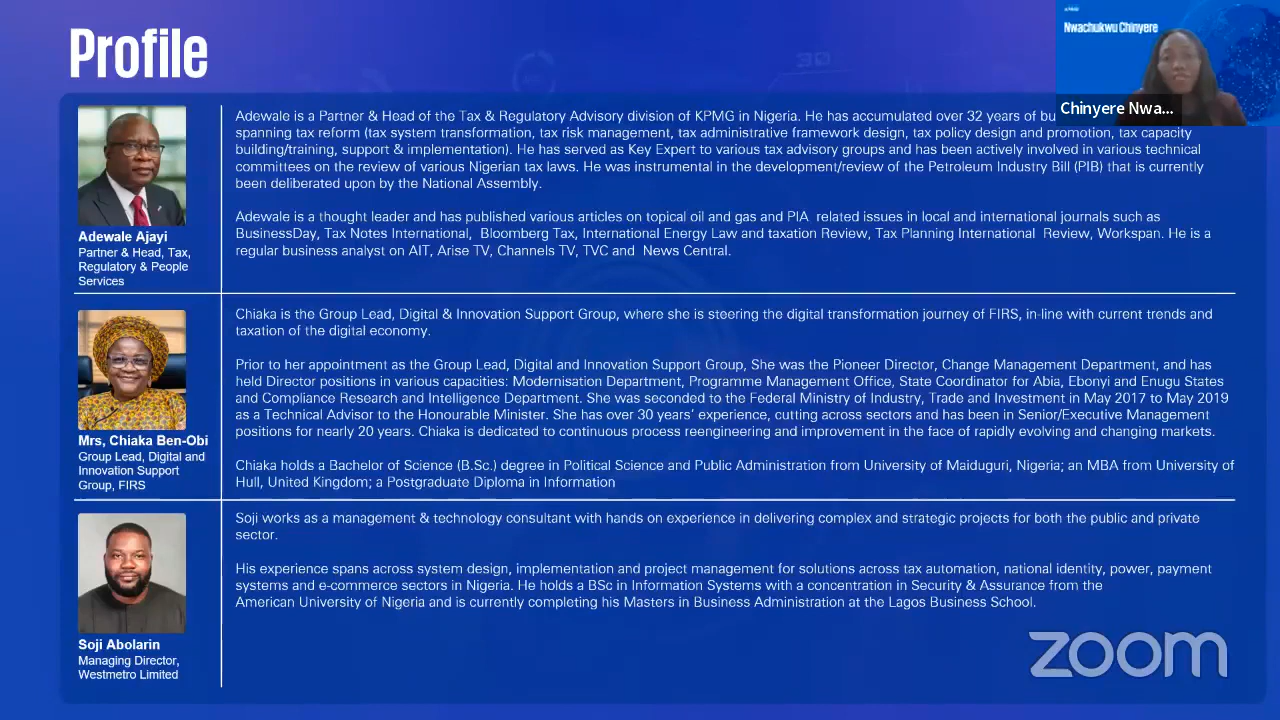 Profile
Nwachukwu Chinyere
Chinyere Nwa...
Adewale is a Partner & Head of the Tax & Regulatory Advisory division of KPMG in Nigeria. He has accumulated over 32 years of bu
spanning tax reform (tax system transformation, tax risk management, tax administrative framework design, tax policy design and promotion, tax capacity
building/training, support & implementation). He has served as Key Expert to various tax advisory groups and has been actively involved in various technical
committees on the review of various Nigerian tax laws. He was instrumental in the development/review of the Petroleum Industry Bill (PIB) that is currently
been deliberated upon by the National Assembly.
Adewale is a thought leader and has published various articles on topical oil and gas and PIA related issues in local and international journals such as
BusinessDay, Tax Notes International, Bloomberg Tax, International Energy Law and taxation Review, Tax Planning International Review, Workspan. He is a
regular business analyst on AIT, Arise TV, Channels TV, TVC and News Central.
Adewale Ajayi
Partner & Head, Tax,
Regulatory & People
Services
Chiaka is the Group Lead, Digital & Innovation Support Group, where she is steering the digital transformation journey of FIRS, in-line with current trends and
taxation of the digital economy.
Prior to her appointment as the Group Lead, Digital and Innovation Support Group, She was the Pioneer Director, Change Management Department, and has
held Director positions in various capacities: Modernisation Department, Programme Management Office, State Coordinator for Abia, Ebonyi and Enugu States
and Compliance Research and Intelligence Department. She was seconded to the Federal Ministry of Industry, Trade and Investment in May 2017 to May 2019
as a Technical Advisor to the Honourable Minister. She has over 30 years' experience, cutting across sectors and has been in Senior/Executive Management
positions for nearly 20 years. Chiaka is dedicated to continuous process reengineering and improvement in the face of rapidly evolving and changing markets.
Chiaka holds a Bachelor of Science (B.Sc.) degree in Political Science and Public Administration from University of Maiduguri, Nigeria; an MBA from University of
Hull, United Kingdom; a Postgraduate Diploma in Information
Mrs, Chiaka Ben-Obi
Group Lead, Digital and
Innovation Support
Group, FIRS
Soji works as a management & technology consultant with hands on experience in delivering complex and strategic projects for both the public and private
sector.
His experience spans across system design, implementation and project management for solutions across tax automation, national identity, power, payment
systems and e-commerce sectors in Nigeria. He holds a BSc in Information Systems with a concentration in Security & Assurance from the
American University of Nigeria and is currently completing his Masters in Business Administration at the Lagos Business School.
Soji Abolarin
Managing Director,
Westmetro Limited
zoom